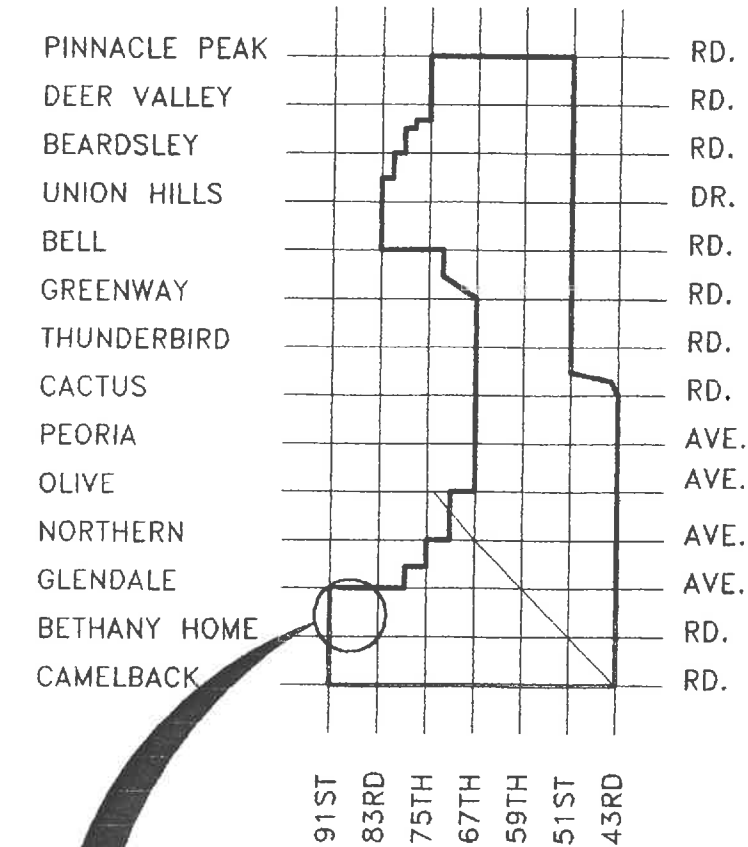 PINNACLE PEAK RD.
DEER VALLEY RD.
BEARDSLEY RD.
UNION HILLS DR.
BELL RD.
GREENWAY RD.
THUNDERBIRD RD.
CACTUS RD.
PEORIA AVE.
OLIVE AVE.
NORTHERN AVE.
GLENDALE AVE.
BETHANY HOME RD.
CAMELBACK RD.
91ST
83RD
75TH
67TH
59TH
51ST
43RD